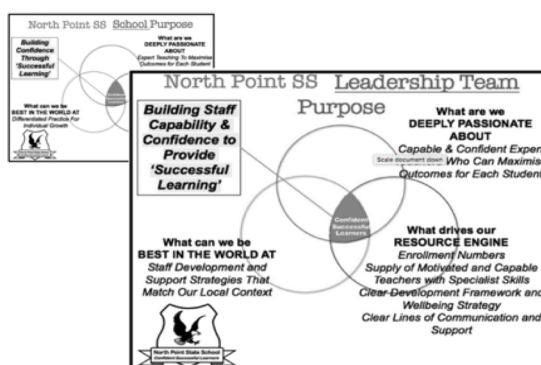 North Point SS School Purpose
Building
Confidence
Through
'Successful
Learning'
What are we
DEEPLY PASSIONATE
ABOUT
Expert Teaching To Maximise
Outcomes for Each Student
What can we be
BEST IN THE WORLD AT
Differentiated Practice For
Individual Growth
North Point SS Leadership Team
Purpose
Building Staff
Capability &
Confidence to
Provide
'Successful
Learning'
What are we
DEEPLY PASSIONATE
ABOUT
Capable & Confident Expert
Scale document down
Who Can Maximise
Outcomes for Each Student
Confident
Successful
Learners
What can we be
BEST IN THE WORLD AT
Staff Development and
Support Strategies That
Match Our Local Context
What drives our
RESOURCE ENGINE
Enrollment Numbers
Supply of Motivated and Capable
Teachers with Specialist Skills
Clear Development Framework and
Wellbeing Strategy
Clear Lines of Communication and
Support
North Point State School
Confident Successful Learners